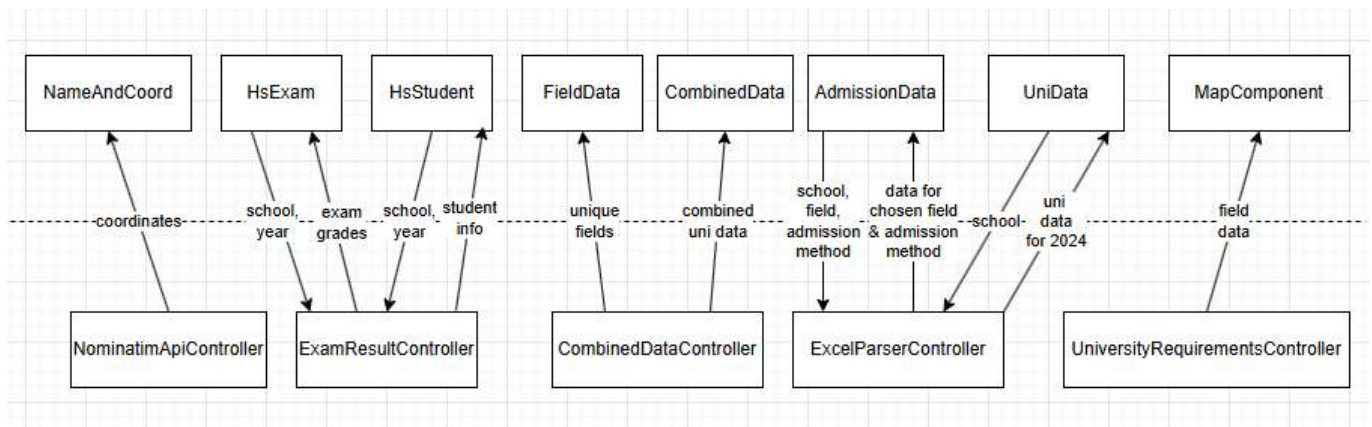 NameAndCoord
HsExam
HsStudent
FieldData
CombinedData
AdmissionData
UniData
MapComponent
coordinates
school,
year
exam
grades
school,
year
student
info
unique
fields
combined
uni data
school,
field,
admission
method
data for
chosen field
& admission
method
school
uni
data
for 2024
field
data
NominatimApiController
ExamResultController
CombinedDataController
ExcelParserController
UniversityRequirementsController